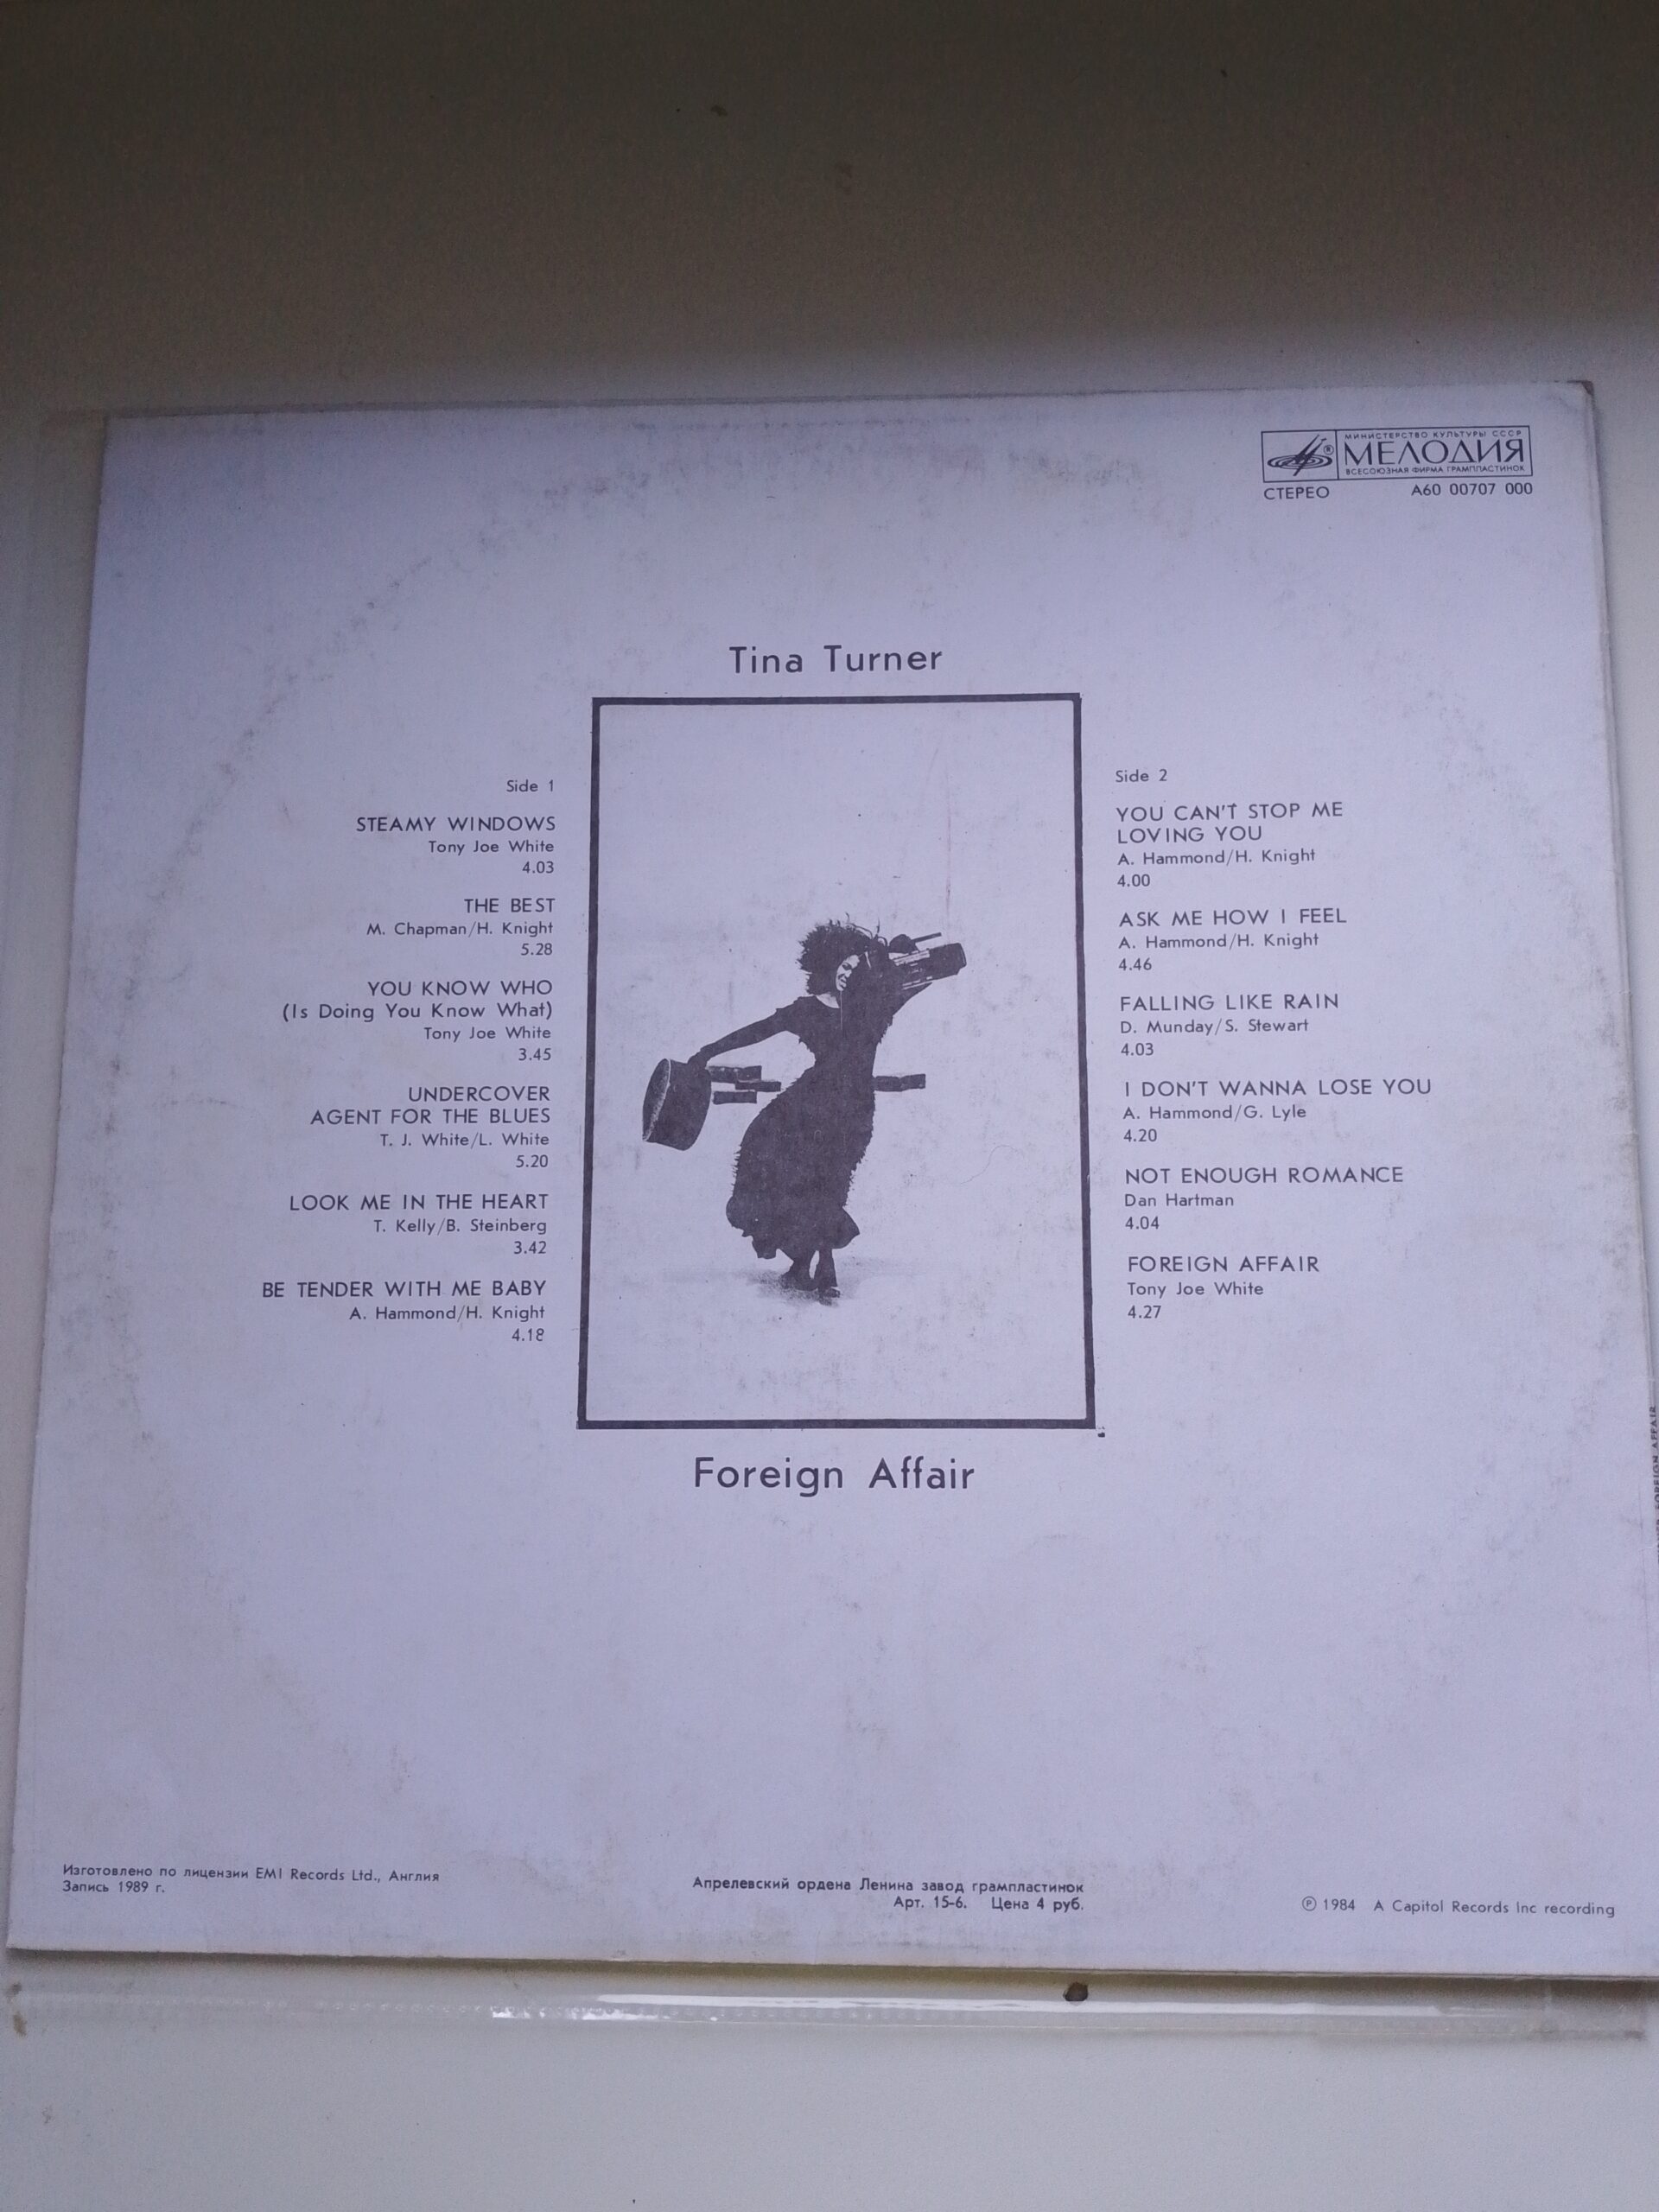 МИНИСТЕРСТВО КУЛЬТУРЫ СССР
МЕЛОДИЯ
ВСЕСОЮЗНАЯ ФИРМА ГРАМПЛАСТИНОК
СТЕРЕО A60 00707 000
Tina Turner
Side 1
STEAMY WINDOWS
Tony Joe White
4.03
THE BEST
M. Chapman/H. Knight
5.28
YOU KNOW WHO
(Is Doing You Know What)
Tony Joe White
3.45
UNDERCOVER
AGENT FOR THE BLUES
T. J. White/L. White
5.20
LOOK ME IN THE HEART
T. Kelly/B. Steinberg
3.42
BE TENDER WITH ME BABY
A. Hammond/H. Knight
4.18
Side 2
YOU CAN'T STOP ME
LOVING YOU
A. Hammond/H. Knight
4.00
ASK ME HOW I FEEL
A. Hammond/H. Knight
4.46
FALLING LIKE RAIN
D. Munday/S. Stewart
4.03
I DON'T WANNA LOSE YOU
A. Hammond/G. Lyle
4.20
NOT ENOUGH ROMANCE
Dan Hartman
4.04
FOREIGN AFFAIR
Tony Joe White
4.27
Foreign Affair
Изготовлено по лицензии EMI Records Ltd., Англия
Запись 1989 г.
Апрелевский ордена Ленина завод грампластинок
Арт. 15-6. Цена 4 руб.
℗ 1984 A Capitol Records Inc recording
FOREIGN AFFAIR